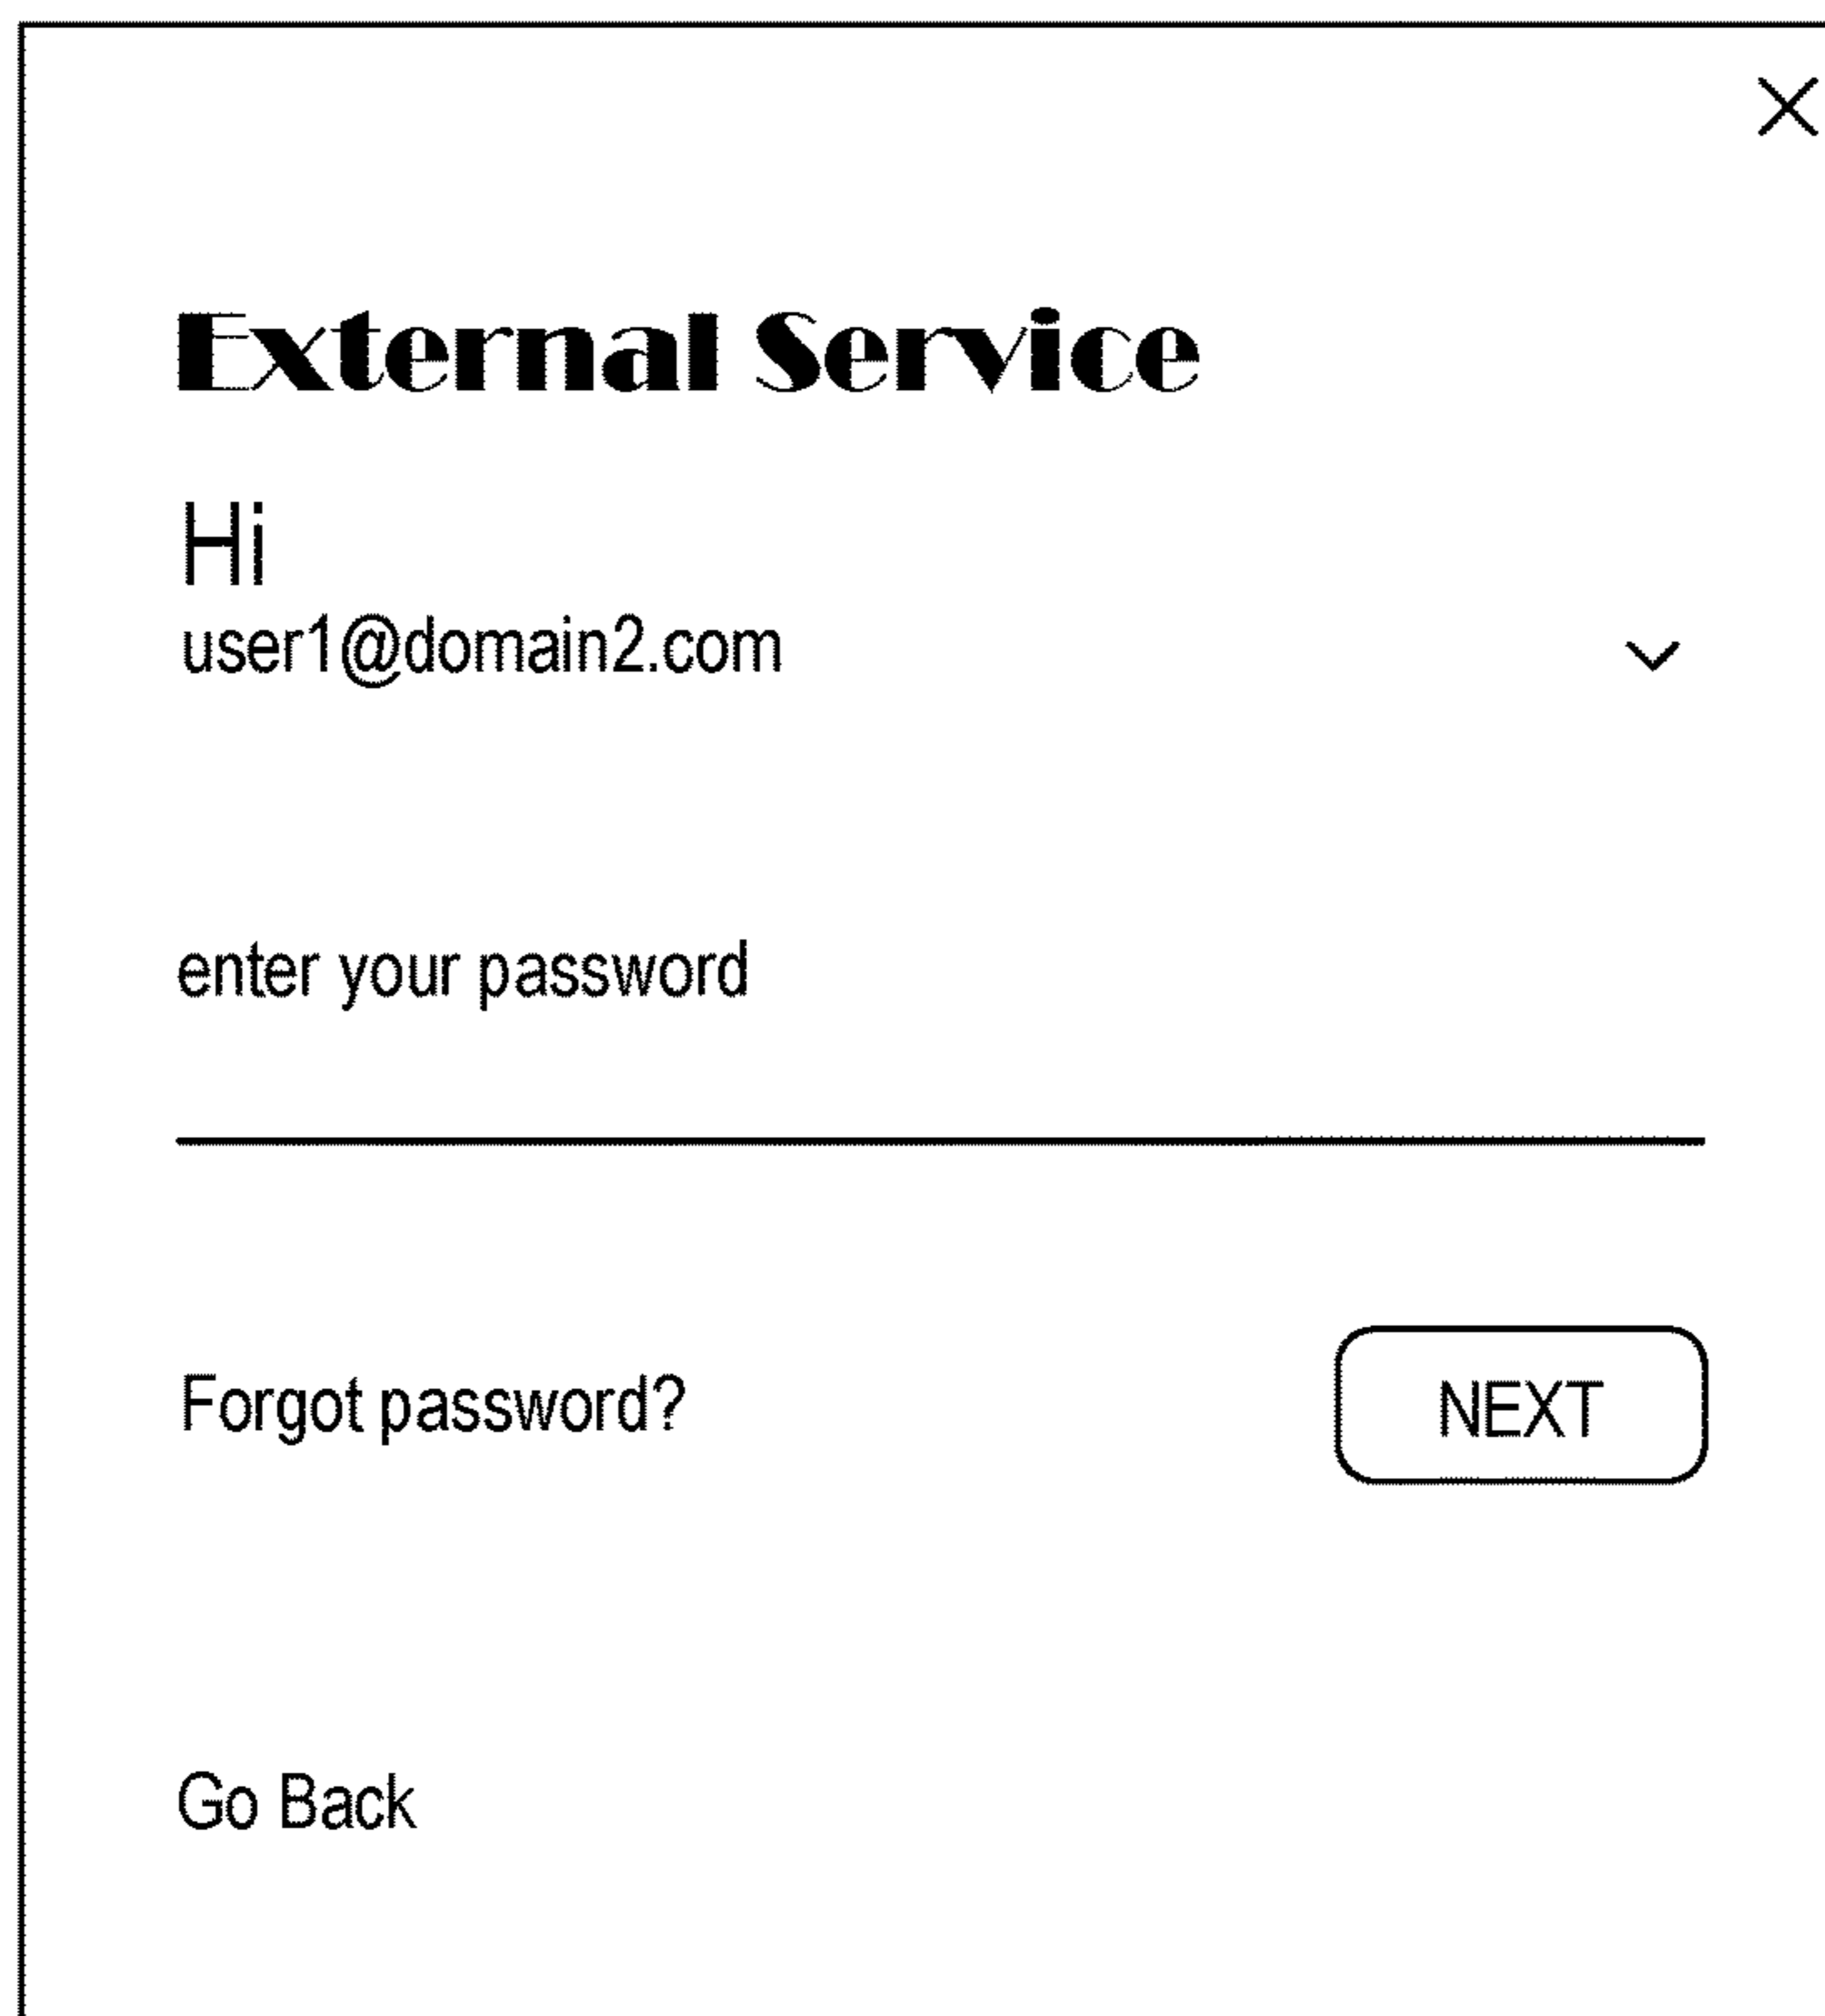 External Service
Hi
user1@domain2.com
enter your password
Forgot password?
NEXT
Go Back